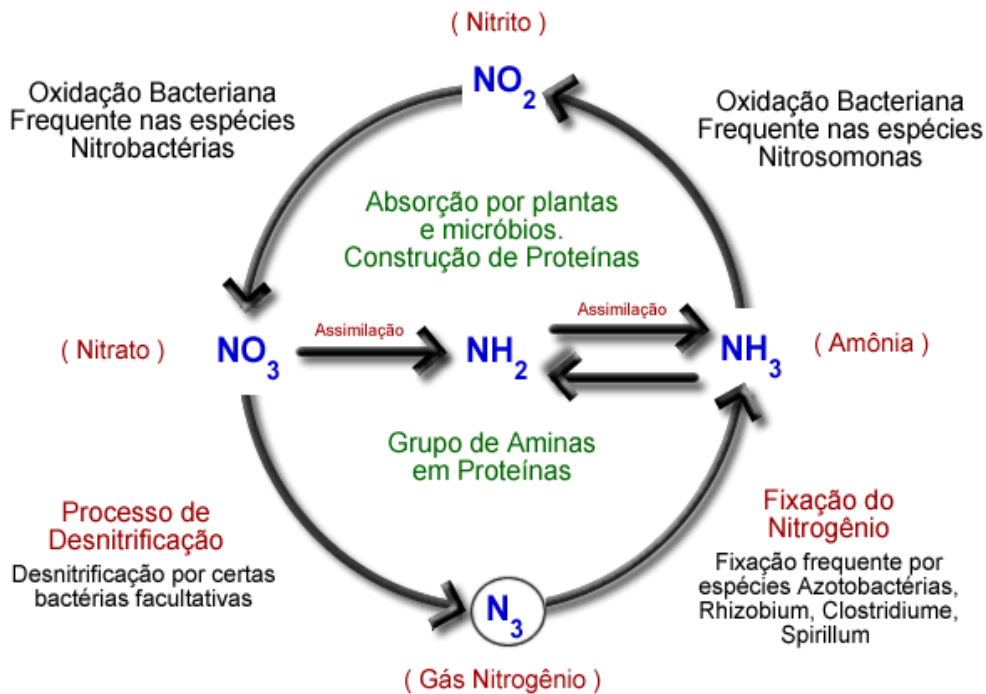 ( Nitrito )
NO₂
Oxidação Bacteriana
Frequente nas espécies
Nitrobactérias
Oxidação Bacteriana
Frequente nas espécies
Nitrosomonas
Absorção por plantas
e micróbios.
Construção de Proteínas
( Nitrato )
NO₃
Assimilação
NH₂
Assimilação
NH₃
( Amônia )
Grupo de Aminas
em Proteínas
Processo de
Desnitrificação
Desnitrificação por certas
bactérias facultativas
Fixação do
Nitrogênio
Fixação frequente por
espécies Azotobactérias,
Rhizobium, Clostridiume,
Spirillum
N₃
( Gás Nitrogênio )